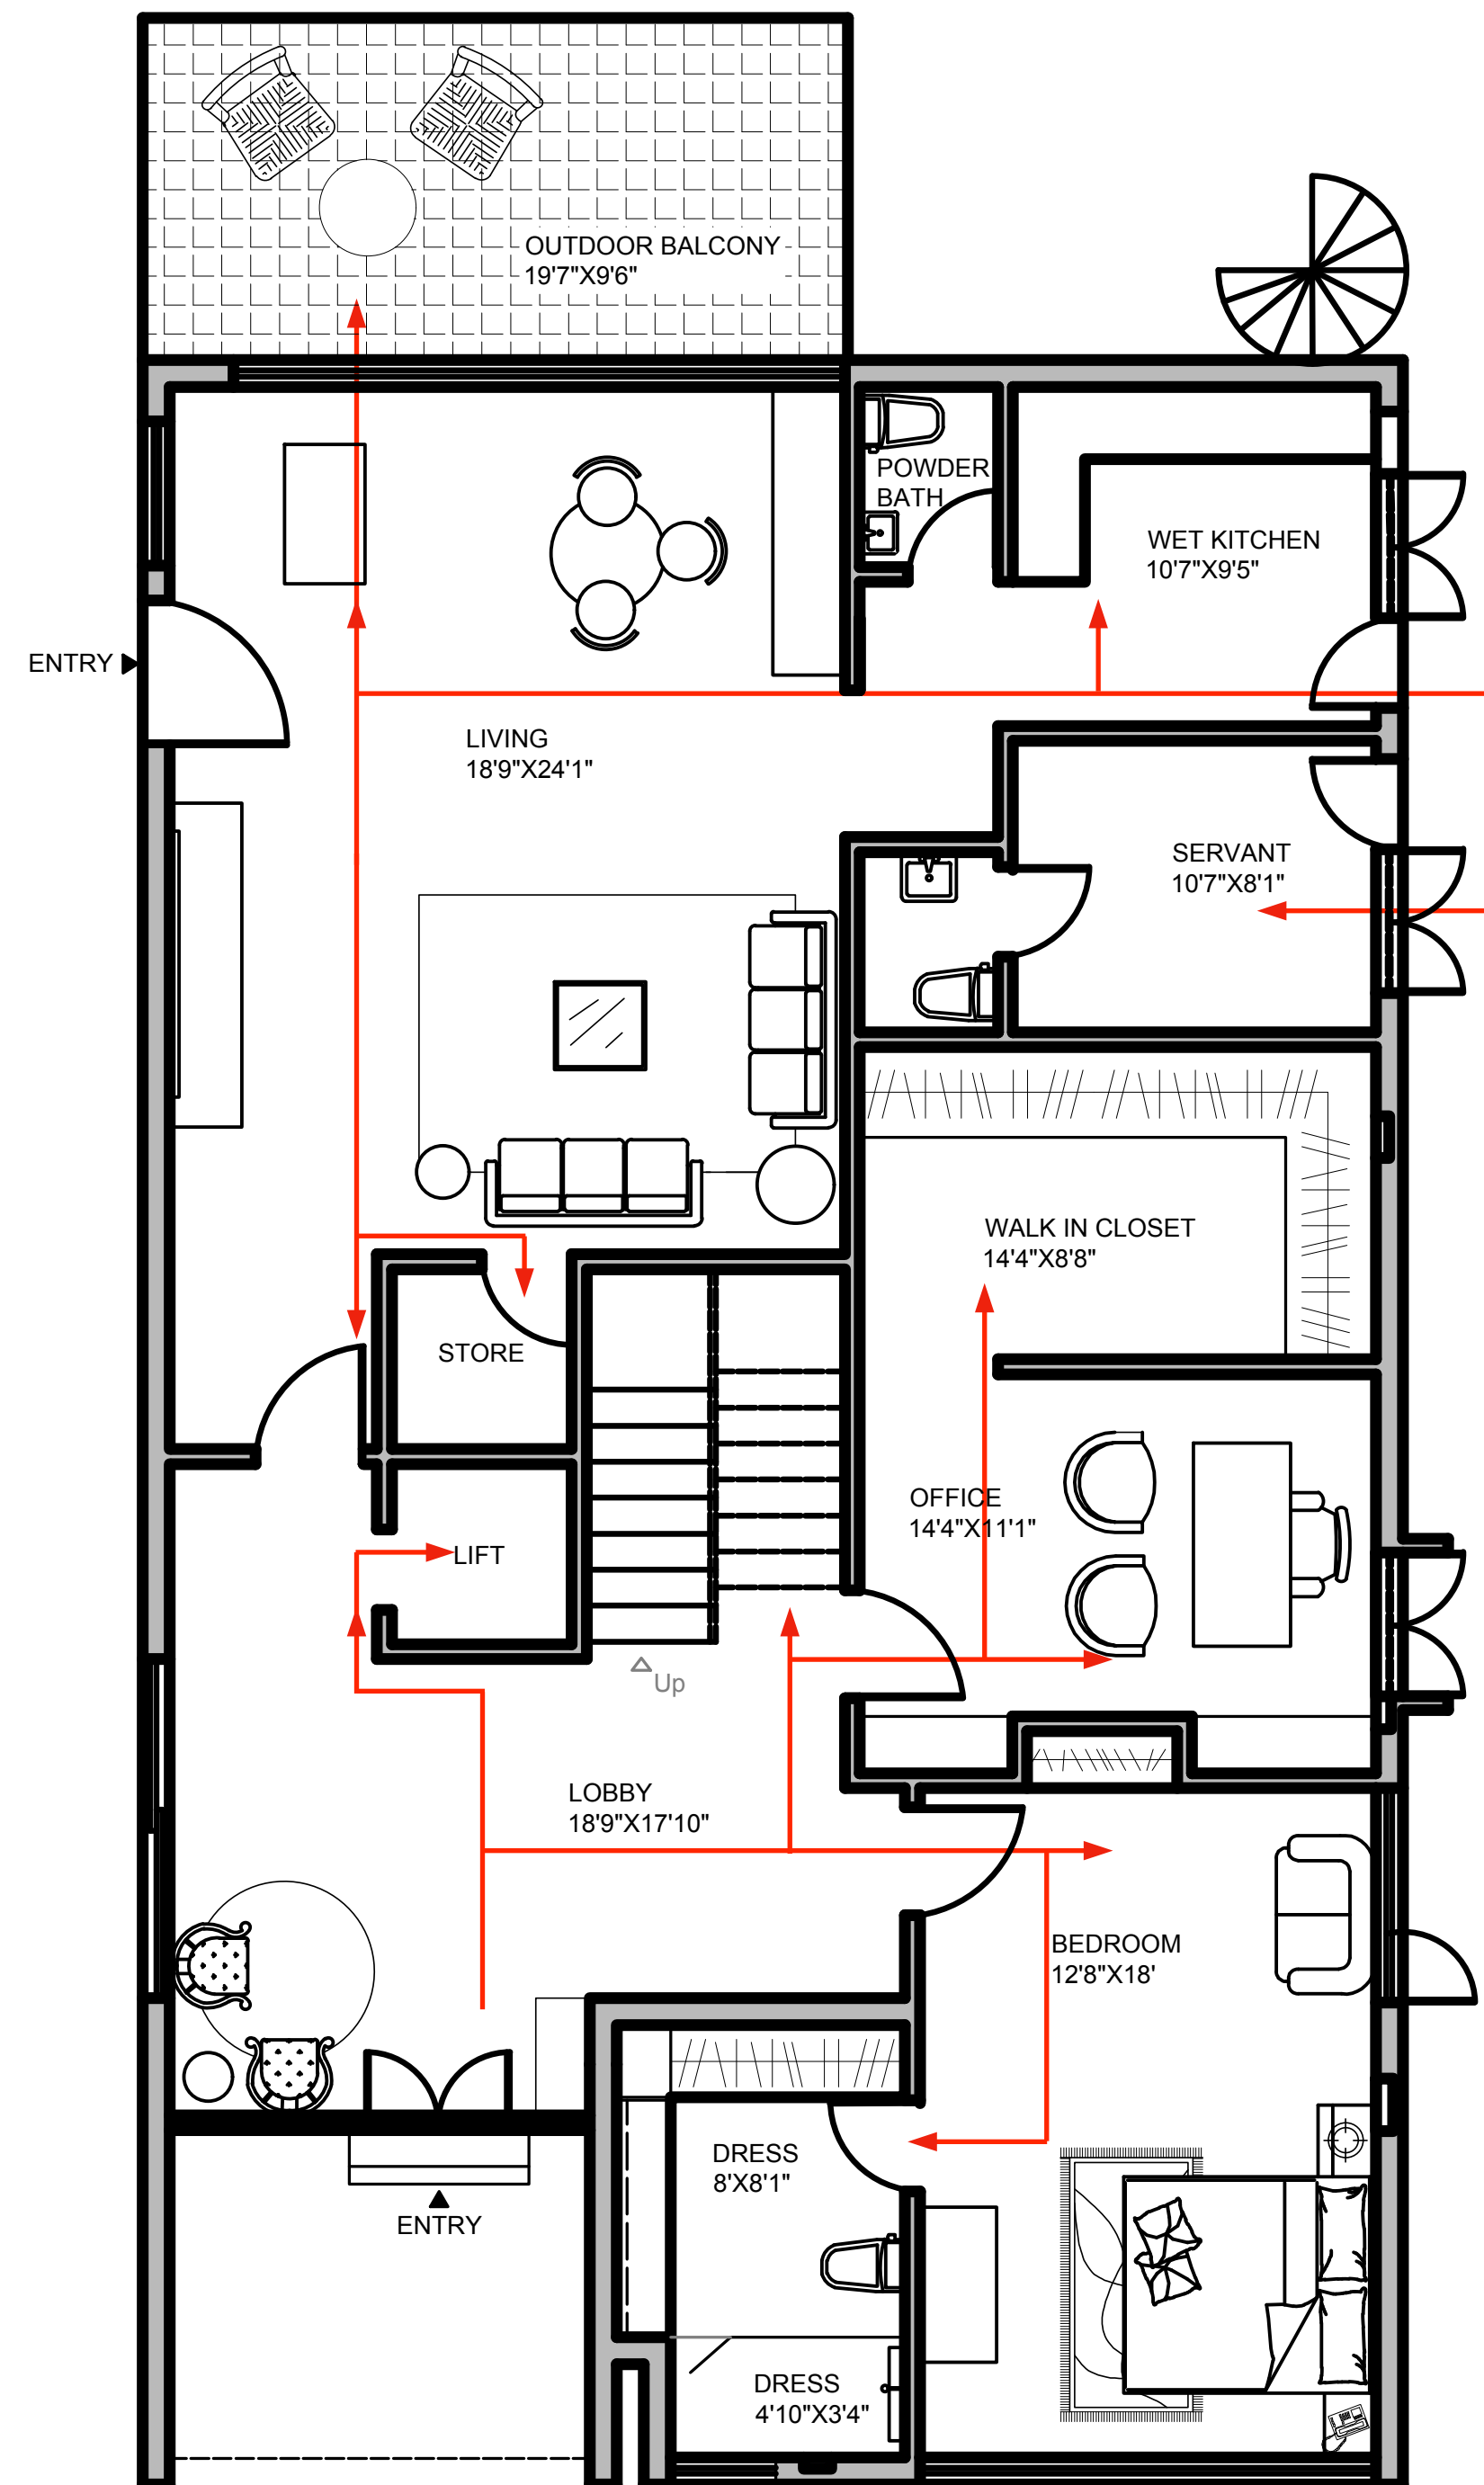 OUTDOOR BALCONY
19'7"X9'6"
POWDER
BATH
WET KITCHEN
10'7"X9'5"
ENTRY
LIVING
18'9"X24'1"
SERVANT
10'7"X8'1"
WALK IN CLOSET
14'4"X8'8"
STORE
OFFICE
14'4"X11'1"
LIFT
Up
LOBBY
18'9"X17'10"
BEDROOM
12'8"X18'
DRESS
8'X8'1"
ENTRY
DRESS
4'10"X3'4"